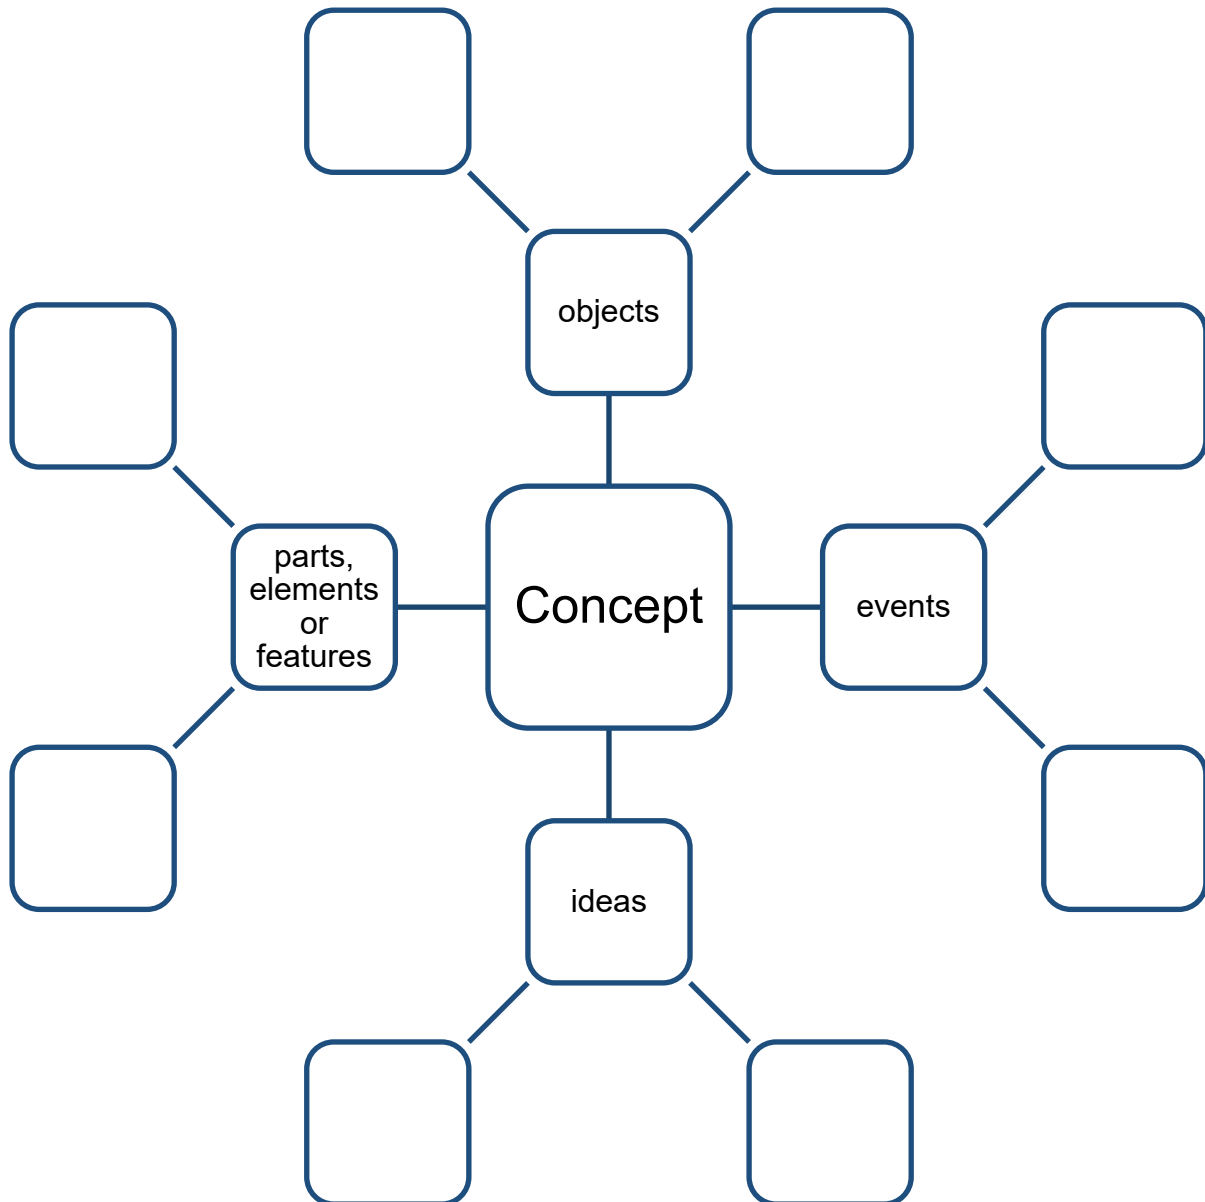 objects
parts,
elements
or
features
Concept
events
ideas